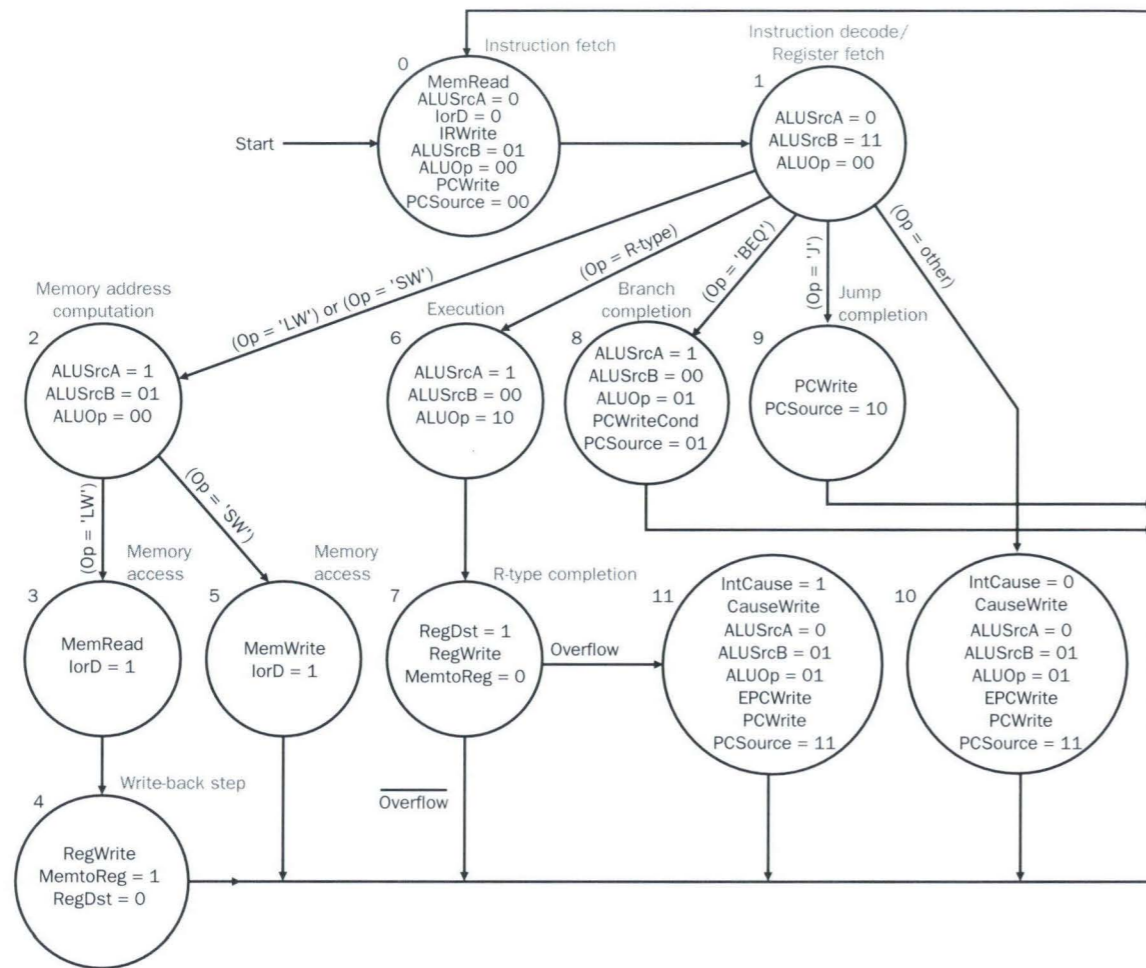 Instruction fetch
0
MemRead
ALUSrcA = 0
IorD = 0
IRWrite
ALUSrcB = 01
ALUOp = 00
PCWrite
PCSource = 00
Start
Instruction decode/
Register fetch
1
ALUSrcA = 0
ALUSrcB = 11
ALUOp = 00
(Op = 'LW') or (Op = 'SW')
(Op = R-type)
(Op = 'BEQ')
(Op = 'J')
(Op = other)
Memory address
computation
2
ALUSrcA = 1
ALUSrcB = 01
ALUOp = 00
Execution
6
ALUSrcA = 1
ALUSrcB = 00
ALUOp = 10
Branch
completion
8
ALUSrcA = 1
ALUSrcB = 00
ALUOp = 01
PCWriteCond
PCSource = 01
Jump
completion
9
PCWrite
PCSource = 10
(Op = 'LW')
(Op = 'SW')
Memory
access
3
MemRead
IorD = 1
Memory
access
5
MemWrite
IorD = 1
R-type completion
7
RegDst = 1
RegWrite
MemtoReg = 0
Overflow
Overflow
11
IntCause = 1
CauseWrite
ALUSrcA = 0
ALUSrcB = 01
ALUOp = 01
EPCWrite
PCWrite
PCSource = 11
10
IntCause = 0
CauseWrite
ALUSrcA = 0
ALUSrcB = 01
ALUOp = 01
EPCWrite
PCWrite
PCSource = 11
Write-back step
4
RegWrite
MemtoReg = 1
RegDst = 0